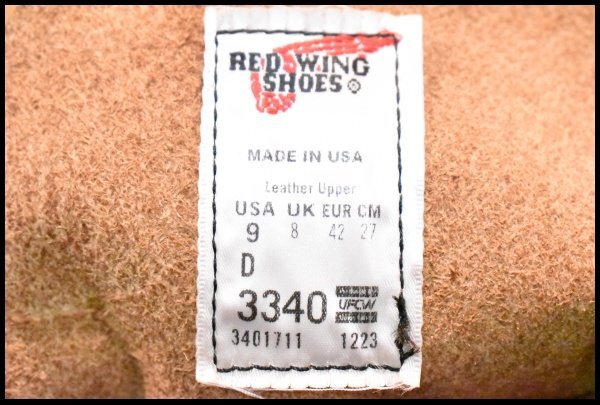 RED WING
SHOES
MADE IN USA
Leather Upper
USA UK EUR CM
9 8 42 27
D
3340 UFCW
3401711 1223